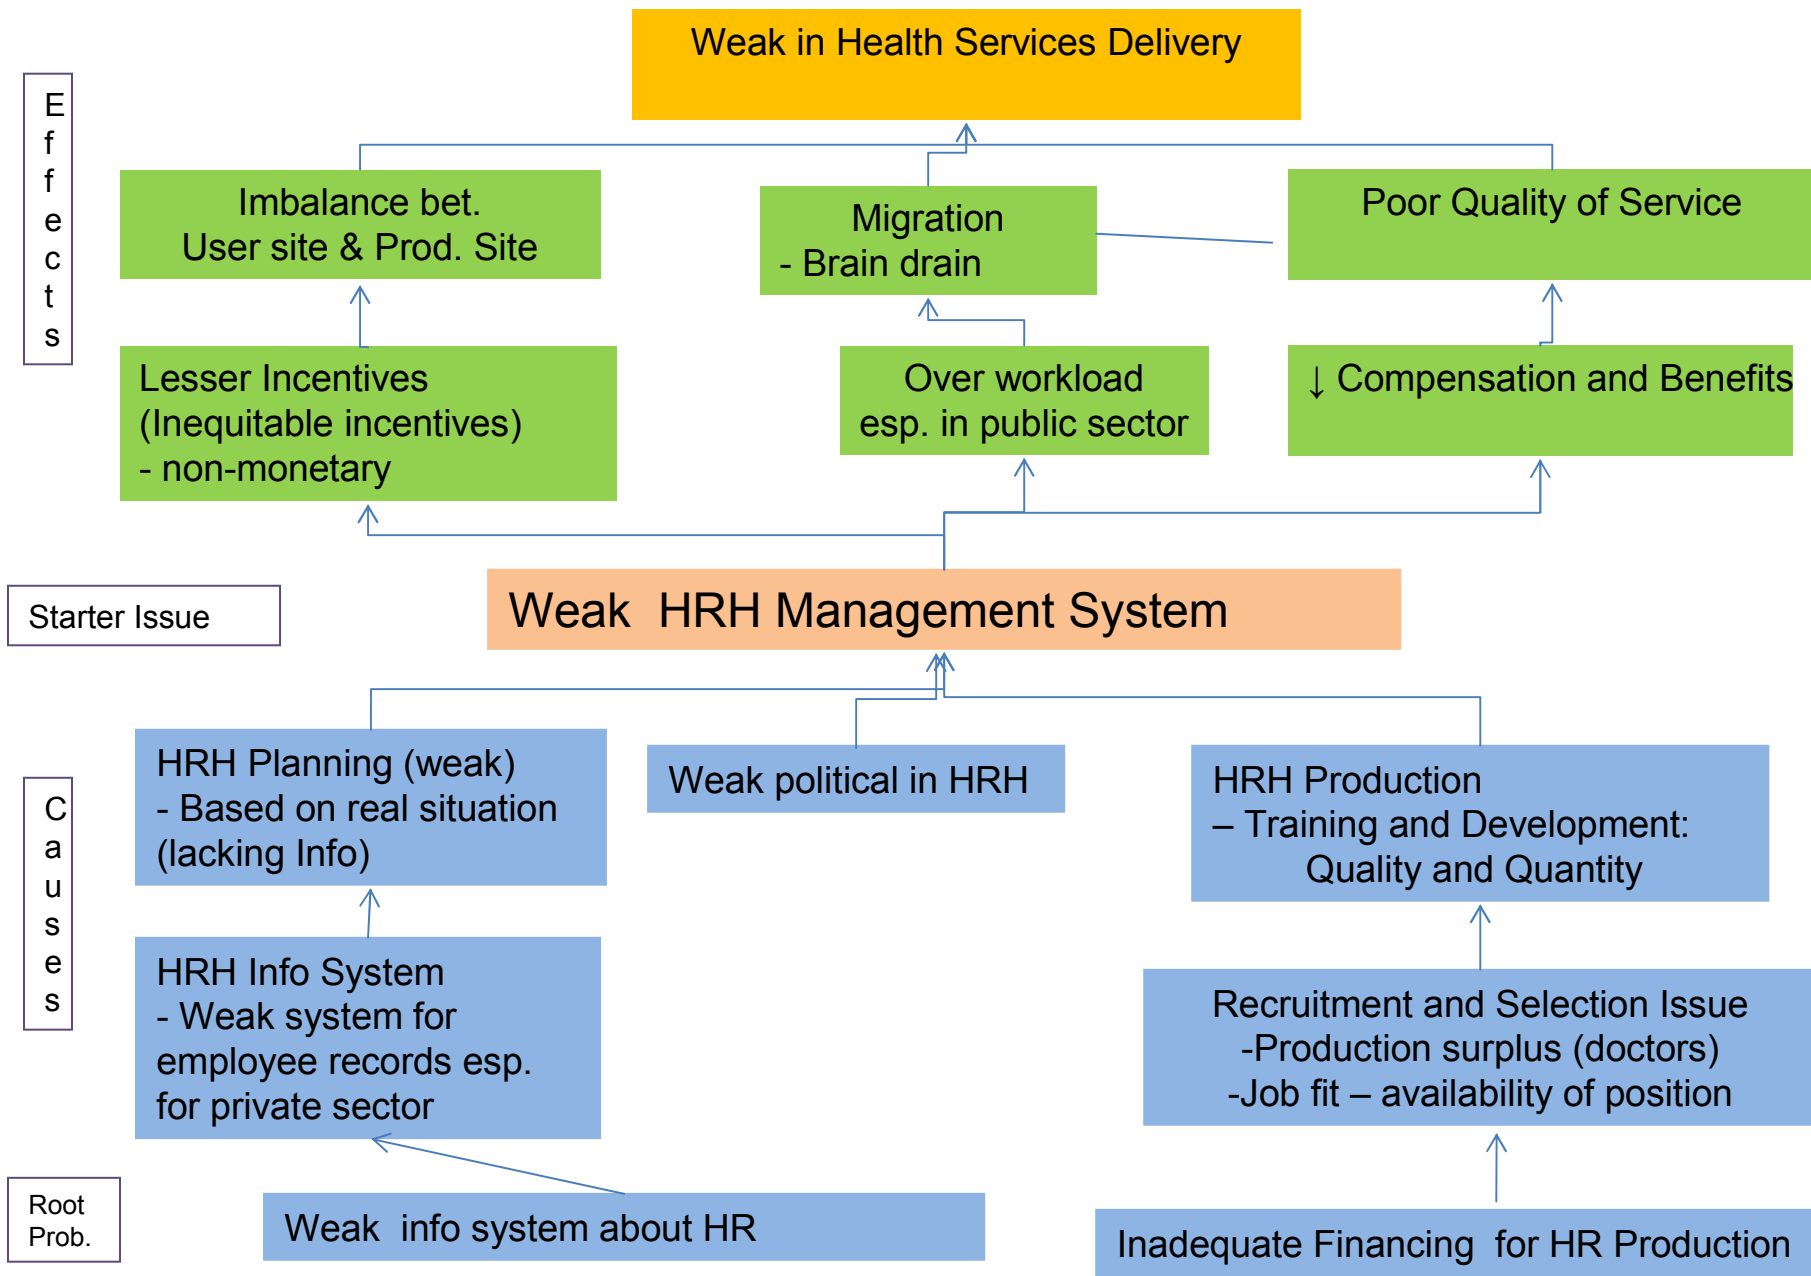 Weak in Health Services Delivery
Effects
Imbalance bet.
User site & Prod. Site
Migration
- Brain drain
Poor Quality of Service
Lesser Incentives
(Inequitable incentives)
- non-monetary
Over workload
esp. in public sector
↓ Compensation and Benefits
Starter Issue
Weak  HRH Management System
Causes
HRH Planning (weak)
- Based on real situation
(lacking Info)
Weak political in HRH
HRH Production
– Training and Development:
Quality and Quantity
HRH Info System
- Weak system for
employee records esp.
for private sector
Recruitment and Selection Issue
-Production surplus (doctors)
-Job fit – availability of position
Root
Prob.
Weak  info system about HR
Inadequate Financing  for HR Production